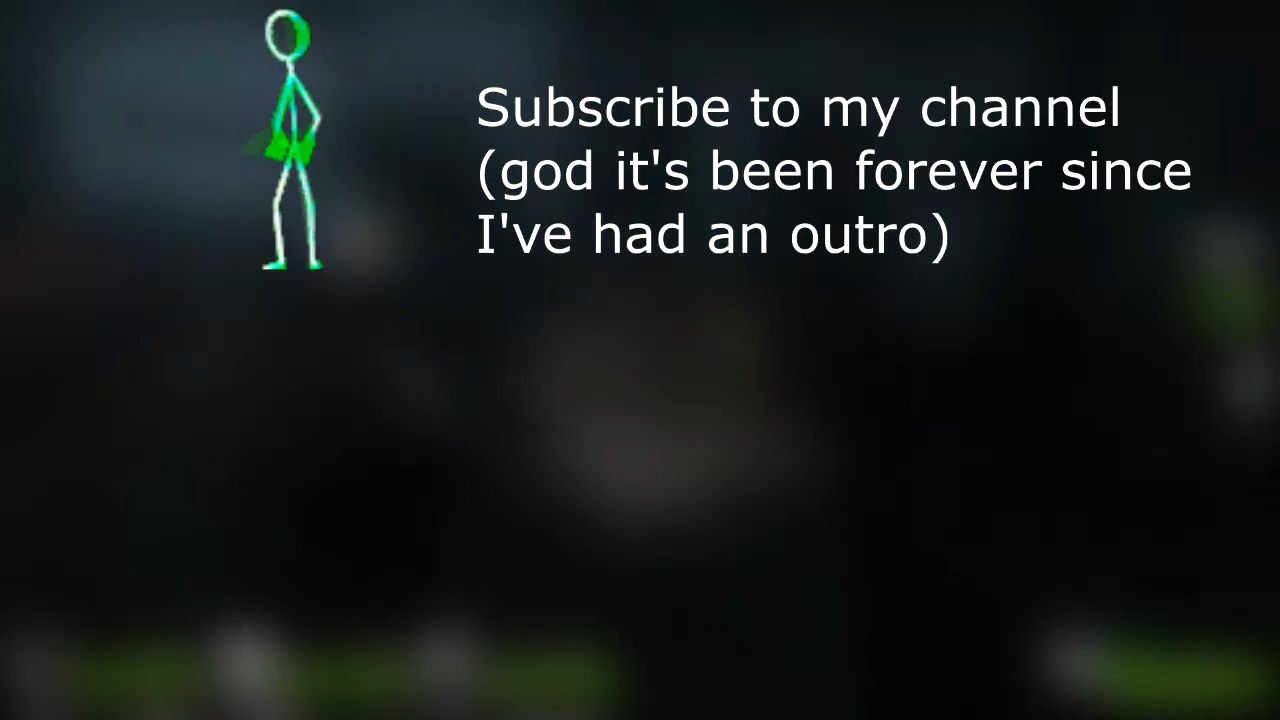 Subscribe to my channel
(god it's been forever since
I've had an outro)